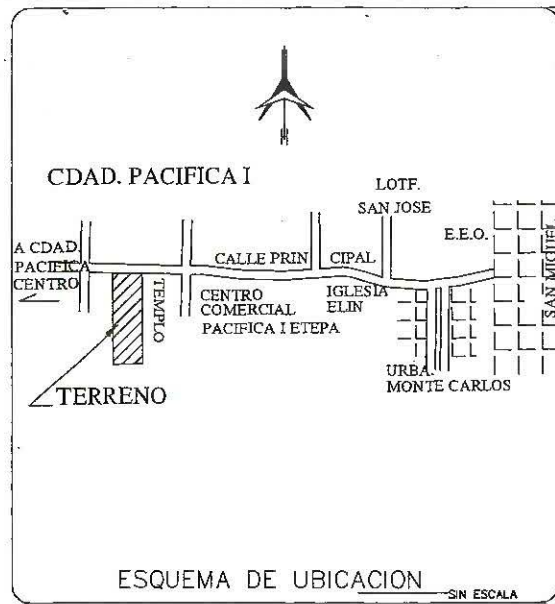 CDAD. PACIFICA I
LOTF.
SAN JOSE
E.E.O.
SAN MIGUEL
A CDAD.
PACIFICA
CENTRO
CALLE PRIN CIPAL
TEMPLO
CENTRO
COMERCIAL
PACIFICA I ETEPA
IGLESIA
ELIN
URBA.
MONTE CARLOS
TERRENO
ESQUEMA DE UBICACION
SIN ESCALA